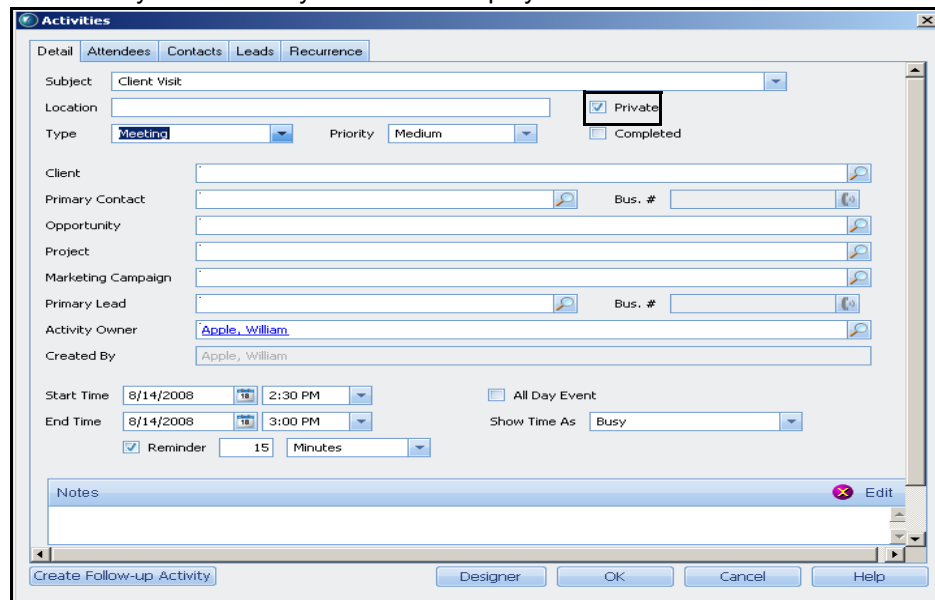 Activities
Detail Attendees Contacts Leads Recurrence
Subject Client Visit
Location Private
Type Meeting Priority Medium Completed
Client
Primary Contact Bus. #
Opportunity
Project
Marketing Campaign
Primary Lead Bus. #
Activity Owner Apple, William
Created By Apple, William
Start Time 8/14/2008 18 2:30 PM All Day Event
End Time 8/14/2008 18 3:00 PM Show Time As Busy
Reminder 15 Minutes
Notes Edit
Create Follow-up Activity Designer OK Cancel Help